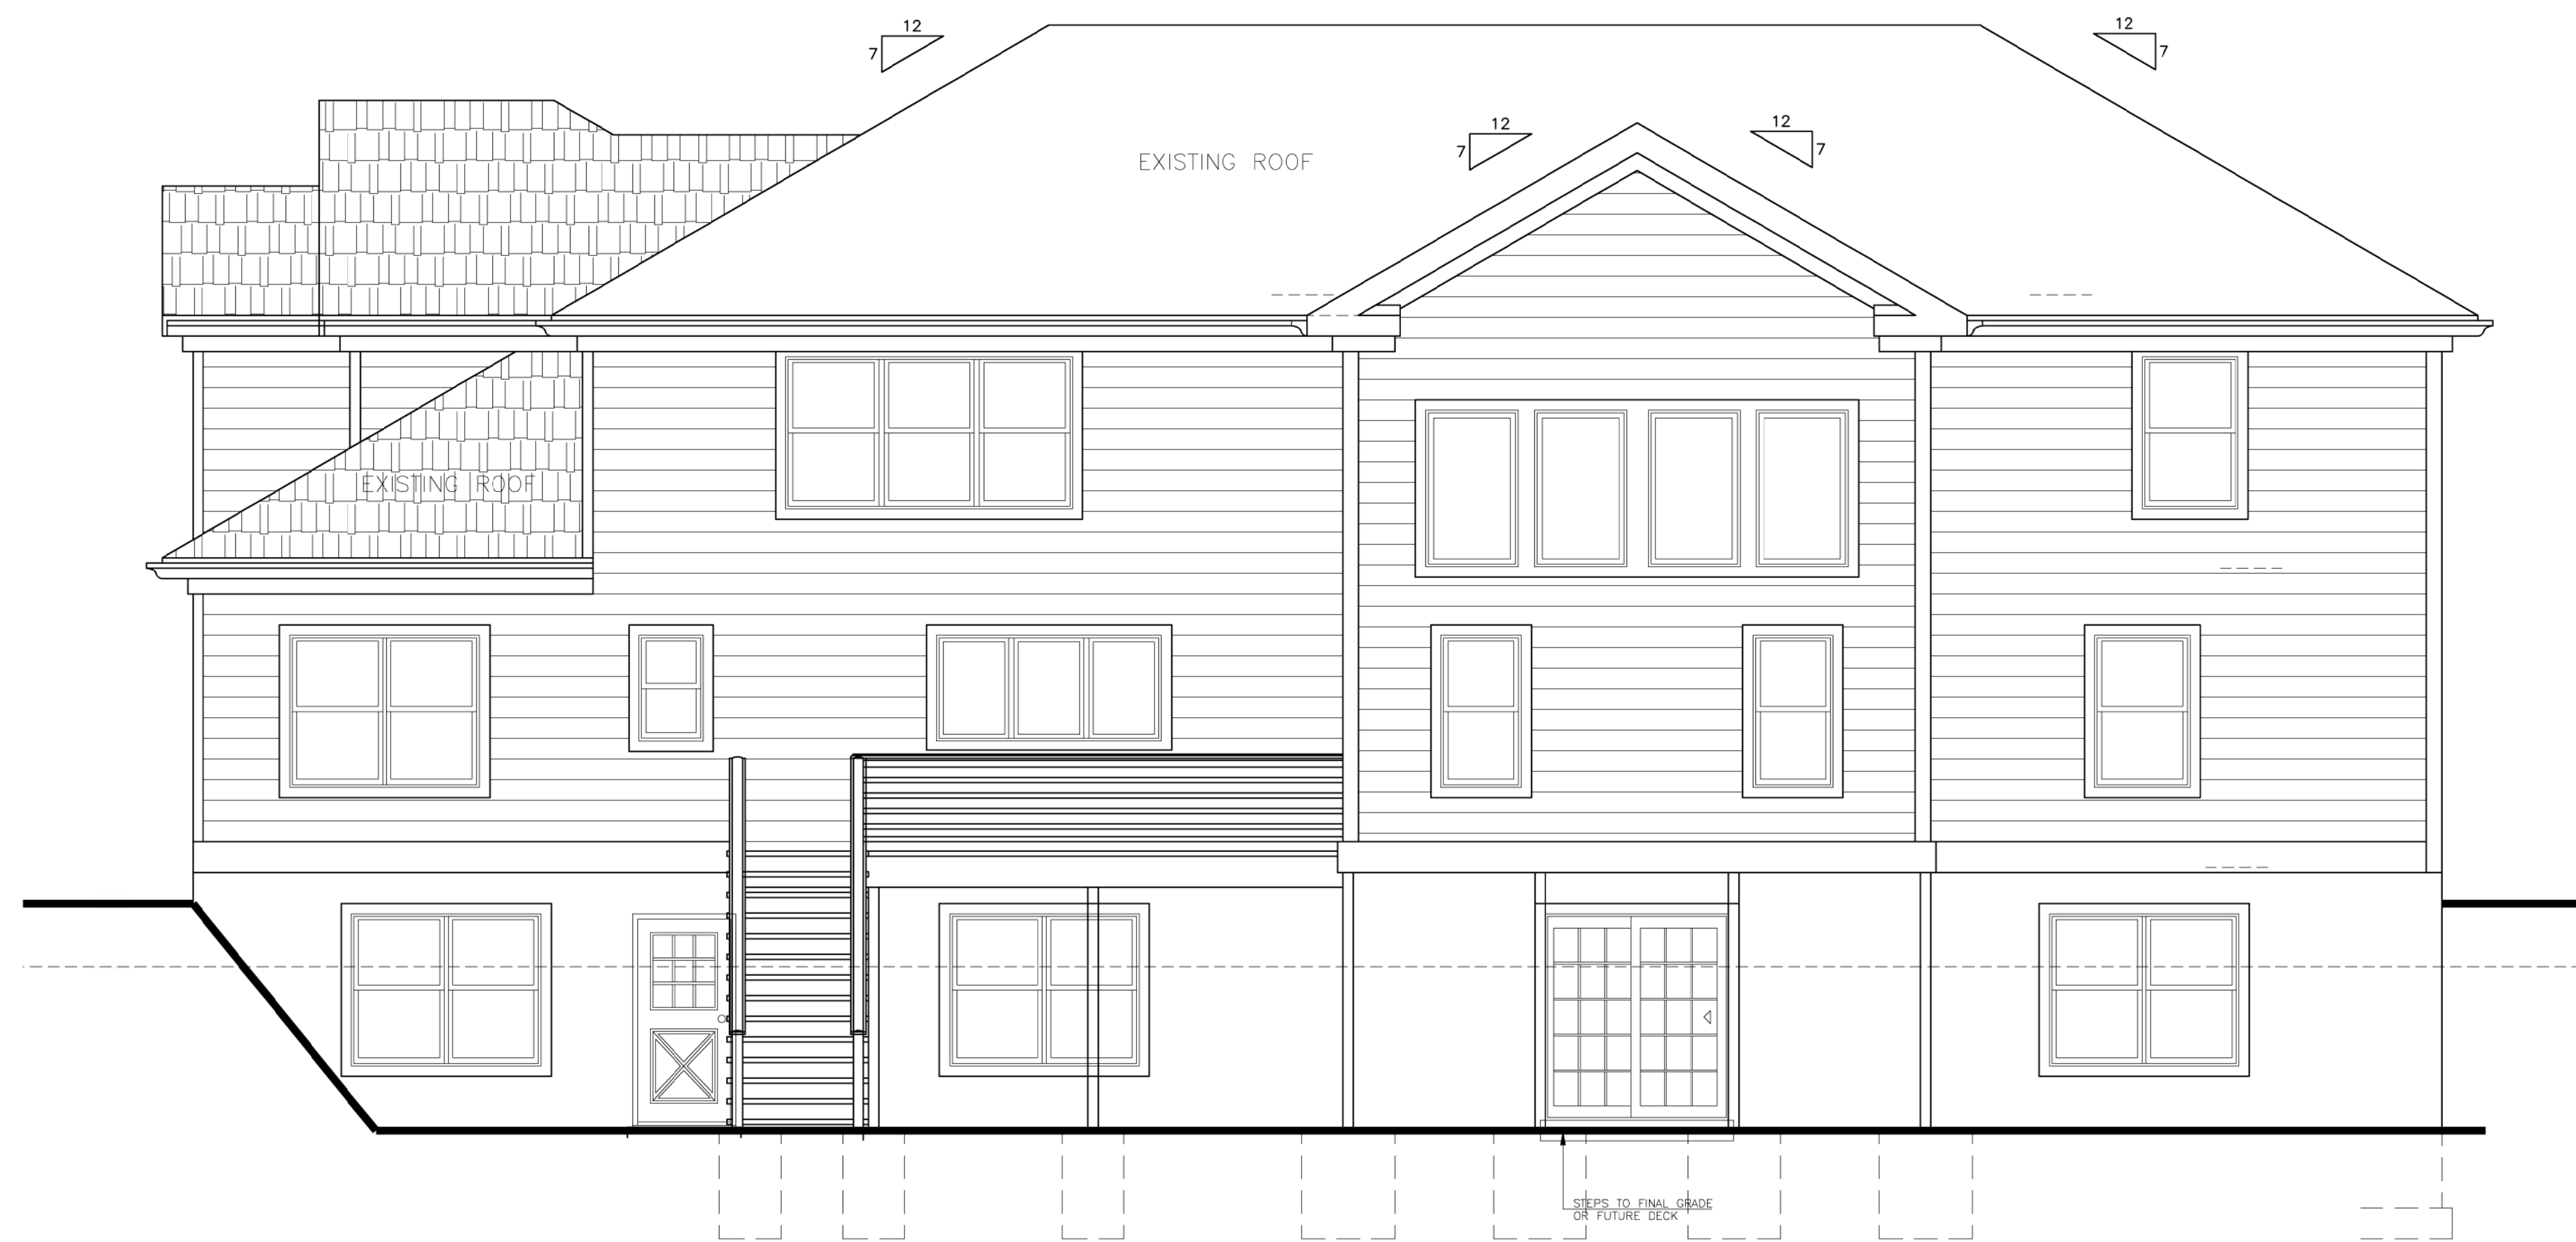 12
7
12
7
12
7
12
7
EXISTING ROOF
EXISTING ROOF
STEPS TO FINAL GRADE
OR FUTURE DECK